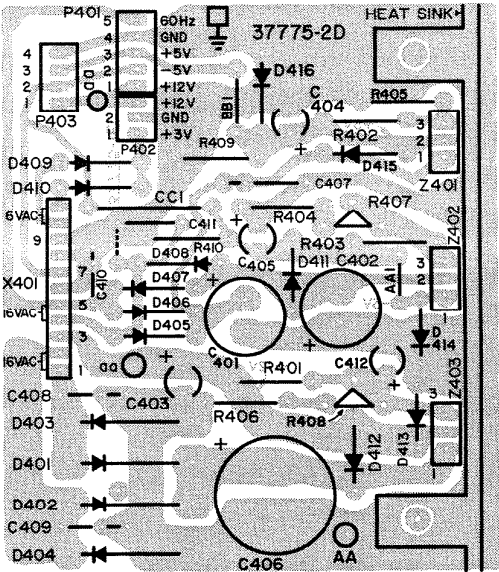 P401
HEAT SINK
5 60Hz
4 GND
3 +5V
2 -5V
1 +12V
+12V
2 GND
1 +3V
P402
37775-2D
4
3
2
1
P403
aa
D416
BB1
C
404
R405
R409
R402
D415
3
2
1
Z401
D409
D410
C407
CC1
R404
R407
6VAC
C411
9
D408
R410
C405
R403
D411
C402
Z402
3
2
1
X401
7
C410
D407
AA1
16VAC
5
D406
3
D405
C
401
D
414
16VAC
1
aa
C412
R401
Z403
C408
C403
R406
R408
3
D403
D412
D413
D401
1
D402
C409
D404
C406
AA